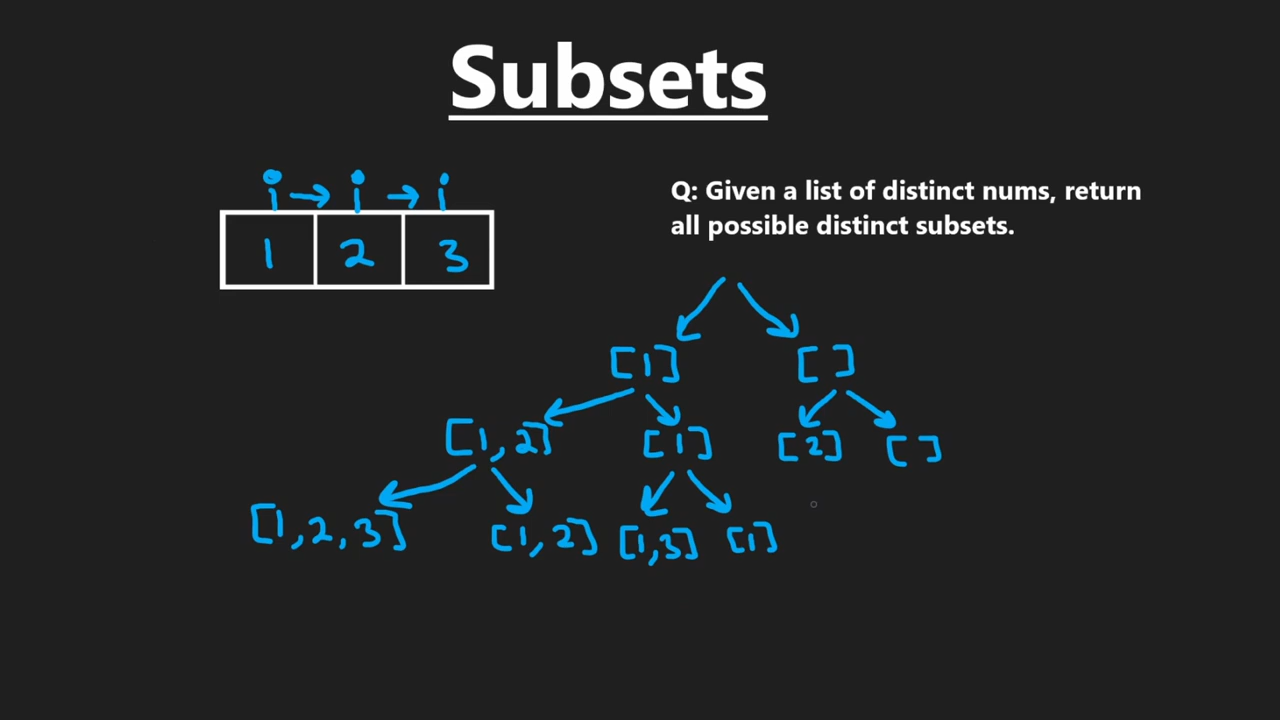 Subsets
i → i → i
1 2 3
Q: Given a list of distinct nums, return
all possible distinct subsets.
[1] [ ]
[1,2] [1] [2] [ ]
[1,2,3] [1,2] [1,3] [1]